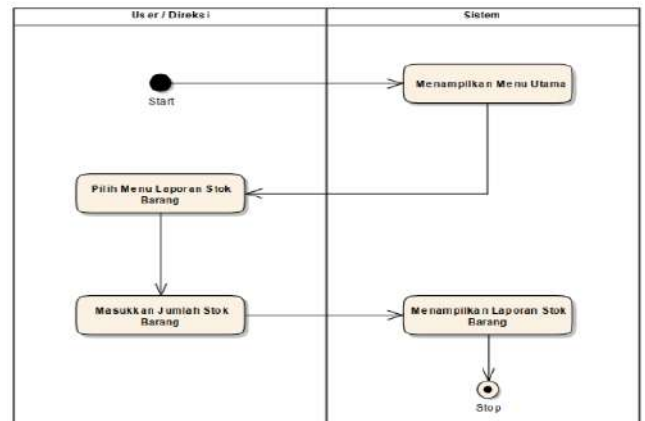 User / Direksi
Sistem
Start
Menampilkan Menu Utama
Pilih Menu Laporan Stok
Barang
Masukkan Jumlah Stok
Barang
Menampilkan Laporan Stok
Barang
Stop